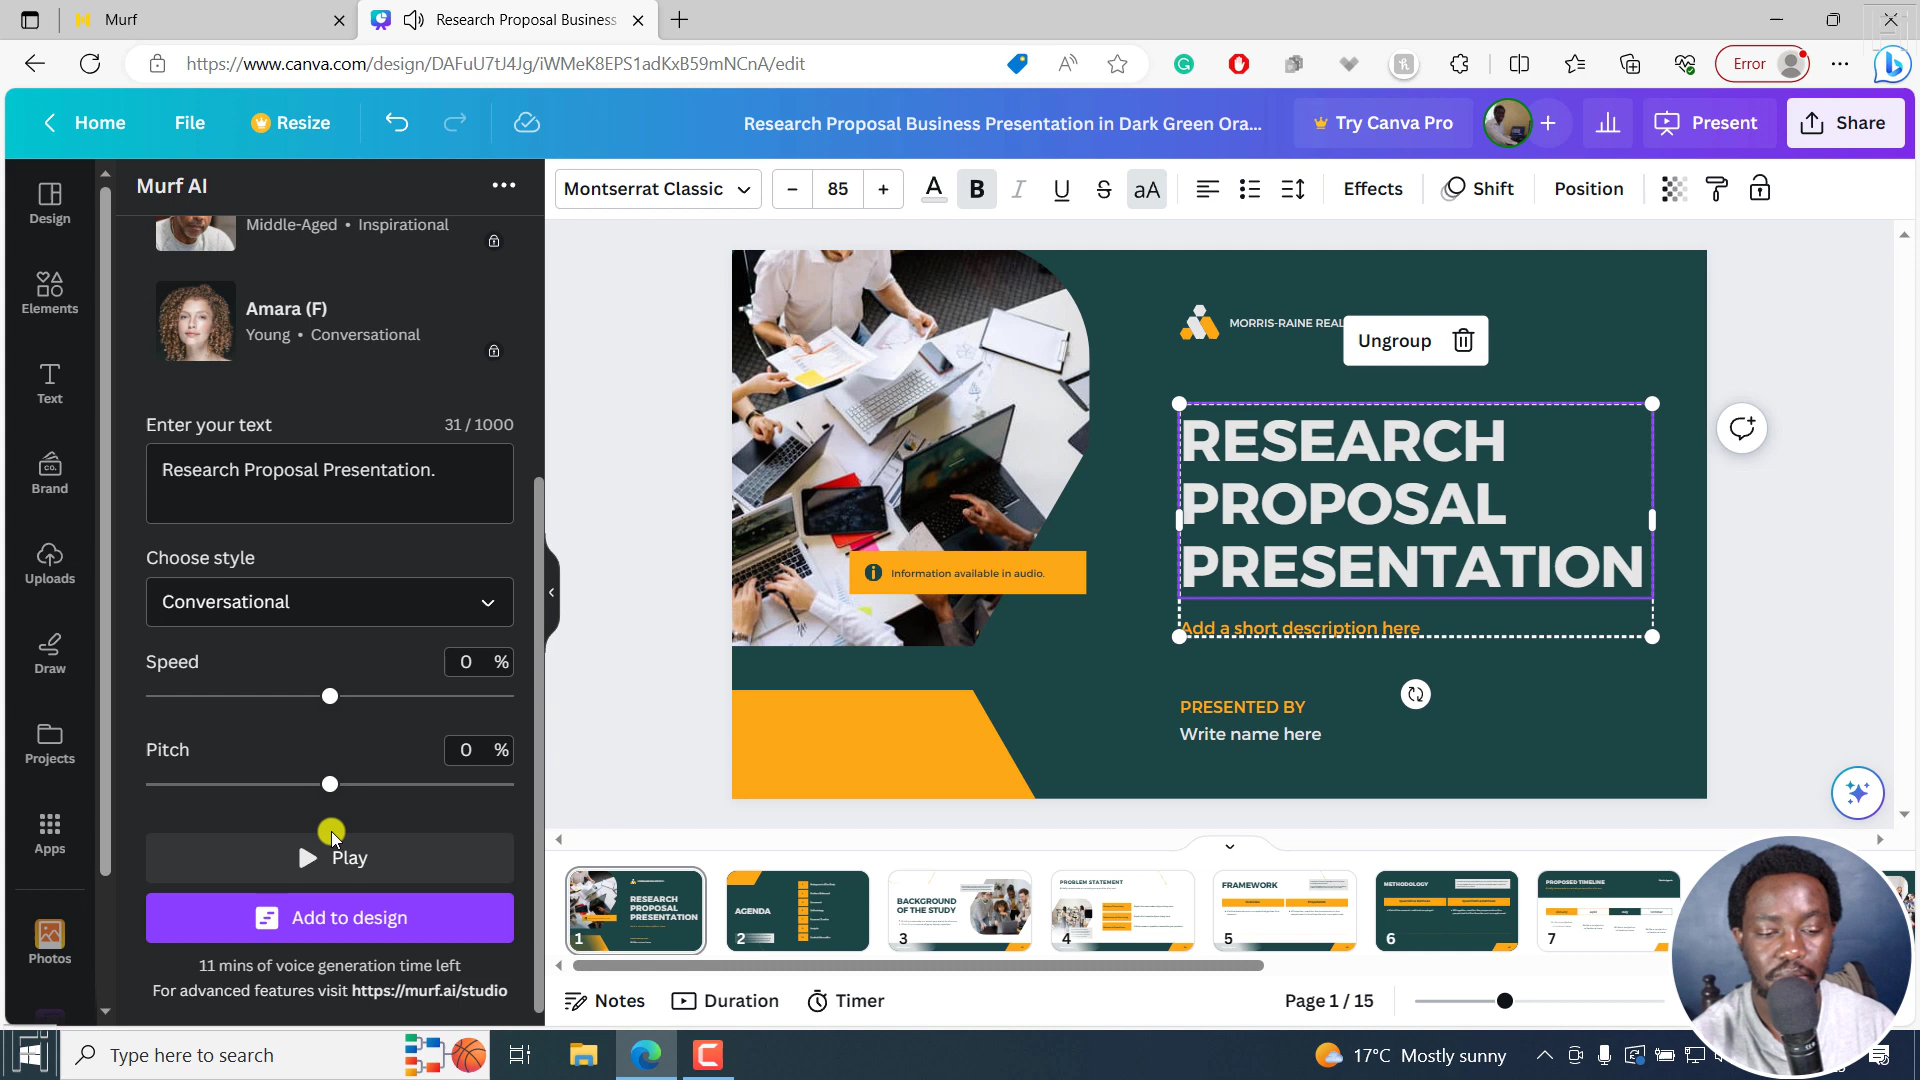 Murf
Research Proposal Business
https://www.canva.com/design/DAFuU7tJ4Jg/iWMeK8EPS1adKxB59mNCnA/edit
Error
Home
File
Resize
Research Proposal Business Presentation in Dark Green Ora...
Try Canva Pro
Present
Share
Design
Elements
Text
Brand
Uploads
Draw
Projects
Apps
Photos
Murf AI
Middle-Aged • Inspirational
Amara (F)
Young • Conversational
Enter your text
31 / 1000
Research Proposal Presentation.
Choose style
Conversational
Speed
0 %
Pitch
0 %
Play
Add to design
11 mins of voice generation time left
For advanced features visit https://murf.ai/studio
Montserrat Classic
– 85 +
A B I U S aA
Effects
Shift
Position
MORRIS-RAINE REAL
Ungroup
RESEARCH
PROPOSAL
PRESENTATION
Add a short description here
Information available in audio.
PRESENTED BY
Write name here
RESEARCH
PROPOSAL
PRESENTATION
1
AGENDA
2
BACKGROUND
OF THE STUDY
3
PROBLEM STATEMENT
4
FRAMEWORK
5
METHODOLOGY
6
PROPOSED TIMELINE
7
Notes
Duration
Timer
Page 1 / 15
Type here to search
17°C Mostly sunny